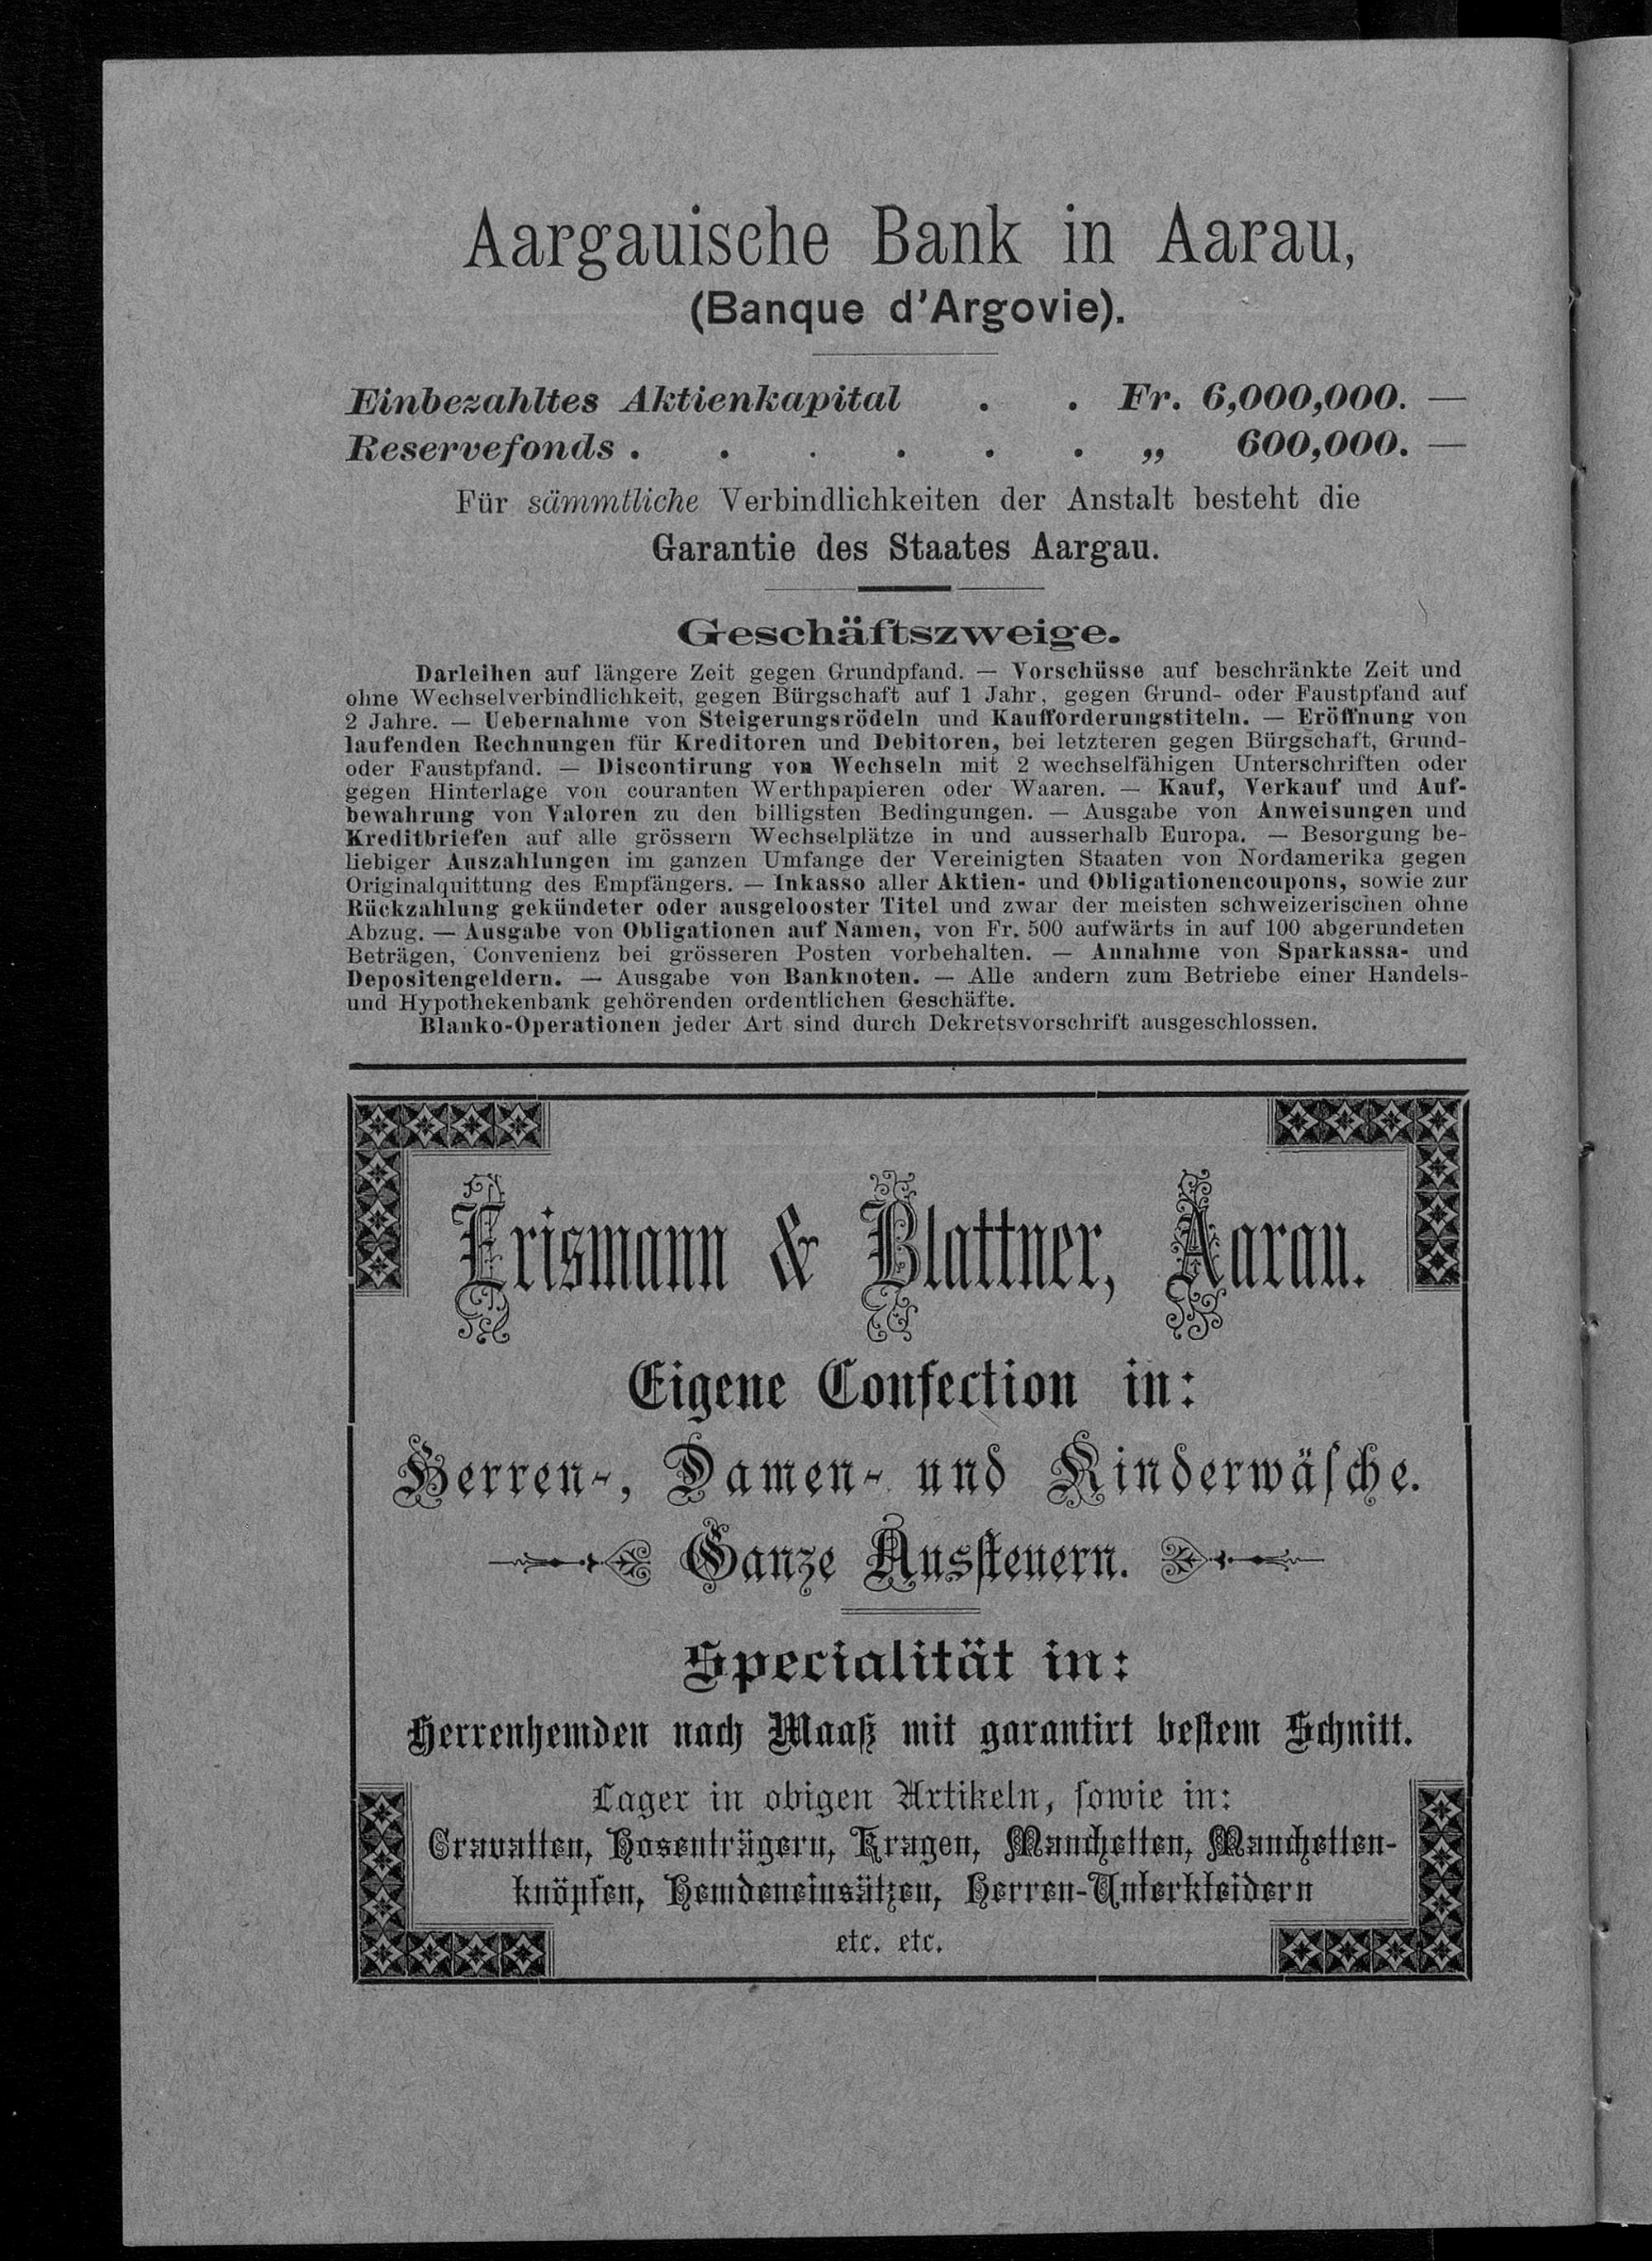 Aargauische Bank in Aarau,
(Banque d'Argovie).
Einbezahltes Aktienkapital . . Fr. 6,000,000. —
Reservefonds . . . . . . „ 600,000. —
Für sämmtliche Verbindlichkeiten der Anstalt besteht die
Garantie des Staates Aargau.
Geschäftszweige.
Darleihen auf längere Zeit gegen Grundpfand. — Vorschüsse auf beschränkte Zeit und
ohne Wechselverbindlichkeit, gegen Bürgschaft auf 1 Jahr, gegen Grund- oder Faustpfand auf
2 Jahre. — Uebernahme von Steigerungsrödeln und Kaufforderungstiteln. — Eröffnung von
laufenden Rechnungen für Kreditoren und Debitoren, bei letzteren gegen Bürgschaft, Grund-
oder Faustpfand. — Discontirung von Wechseln mit 2 wechselfähigen Unterschriften oder
gegen Hinterlage von couranten Werthpapieren oder Waaren. — Kauf, Verkauf und Auf-
bewahrung von Valoren zu den billigsten Bedingungen. — Ausgabe von Anweisungen und
Kreditbriefen auf alle grössern Wechselplätze in und ausserhalb Europa. — Besorgung be-
liebiger Auszahlungen im ganzen Umfange der Vereinigten Staaten von Nordamerika gegen
Originalquittung des Empfängers. — Inkasso aller Aktien- und Obligationencoupons, sowie zur
Rückzahlung gekündeter oder ausgelooster Titel und zwar der meisten schweizerischen ohne
Abzug. — Ausgabe von Obligationen auf Namen, von Fr. 500 aufwärts in auf 100 abgerundeten
Beträgen, Convenienz bei grösseren Posten vorbehalten. — Annahme von Sparkassa- und
Depositengeldern. — Ausgabe von Banknoten. — Alle andern zum Betriebe einer Handels-
und Hypothekenbank gehörenden ordentlichen Geschäfte.
Blanko-Operationen jeder Art sind durch Dekretsvorschrift ausgeschlossen.
Erismann & Blattner, Aarau.
Eigene Confection in:
Herren-, Damen- und Kinderwäsche.
Ganze Aussteuern.
Specialität in:
Herrenhemden nach Maaß mit garantirt bestem Schnitt.
Lager in obigen Artikeln, sowie in:
Cravatten, Hosenträgern, Kragen, Manchetten, Manchetten-
knöpfen, Hemdeneinsätzen, Herren-Unterkleidern
etc. etc.